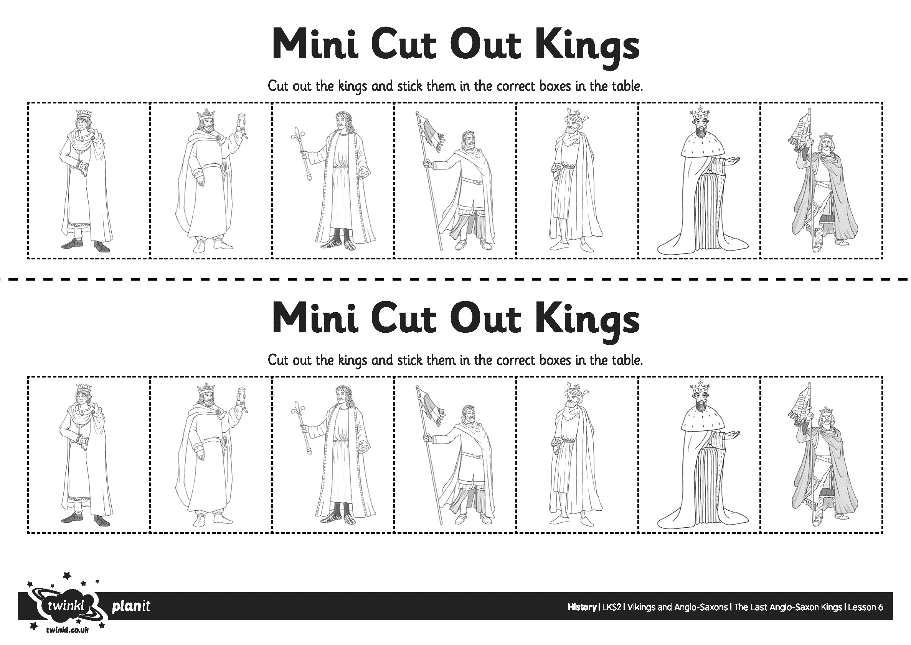 Mini Cut Out Kings
Cut out the kings and stick them in the correct boxes in the table.
Mini Cut Out Kings
Cut out the kings and stick them in the correct boxes in the table.
twinkl planit
twinkl.co.uk
History | LKS2 | Vikings and Anglo-Saxons | The Last Anglo-Saxon Kings | Lesson 6